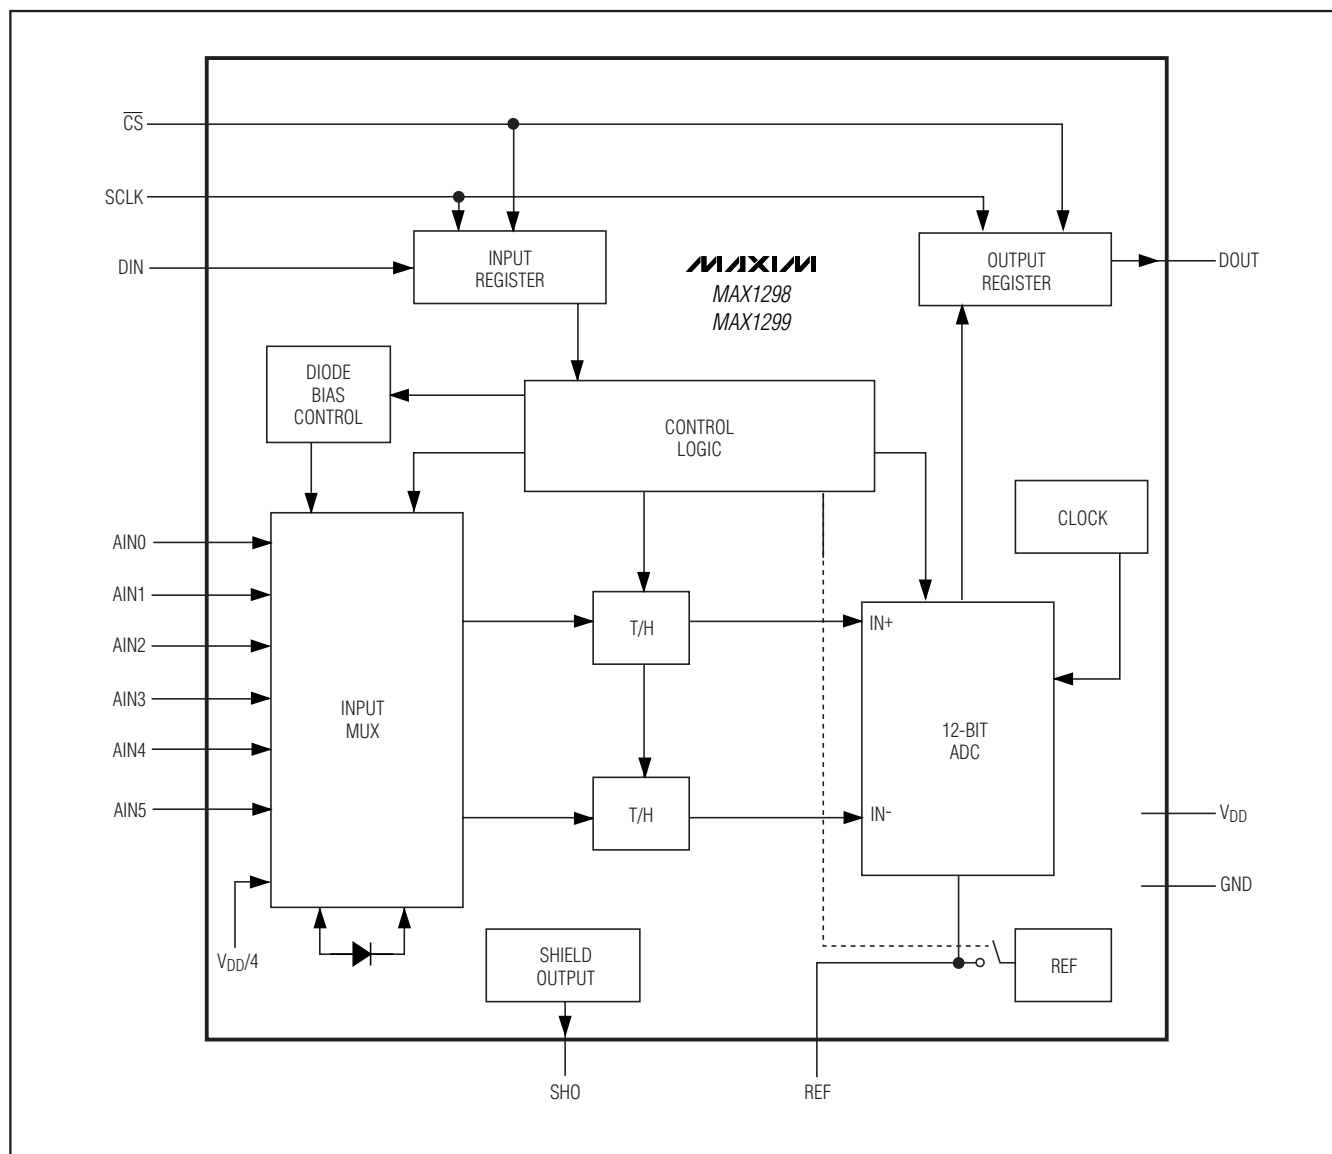 CS
SCLK
DIN
INPUT
REGISTER
MAXIM
MAX1298
MAX1299
OUTPUT
REGISTER
DOUT
DIODE
BIAS
CONTROL
CONTROL
LOGIC
CLOCK
AIN0
AIN1
AIN2
AIN3
AIN4
AIN5
VDD/4
INPUT
MUX
T/H
T/H
IN+
12-BIT
ADC
IN-
VDD
GND
SHIELD
OUTPUT
REF
SHO
REF